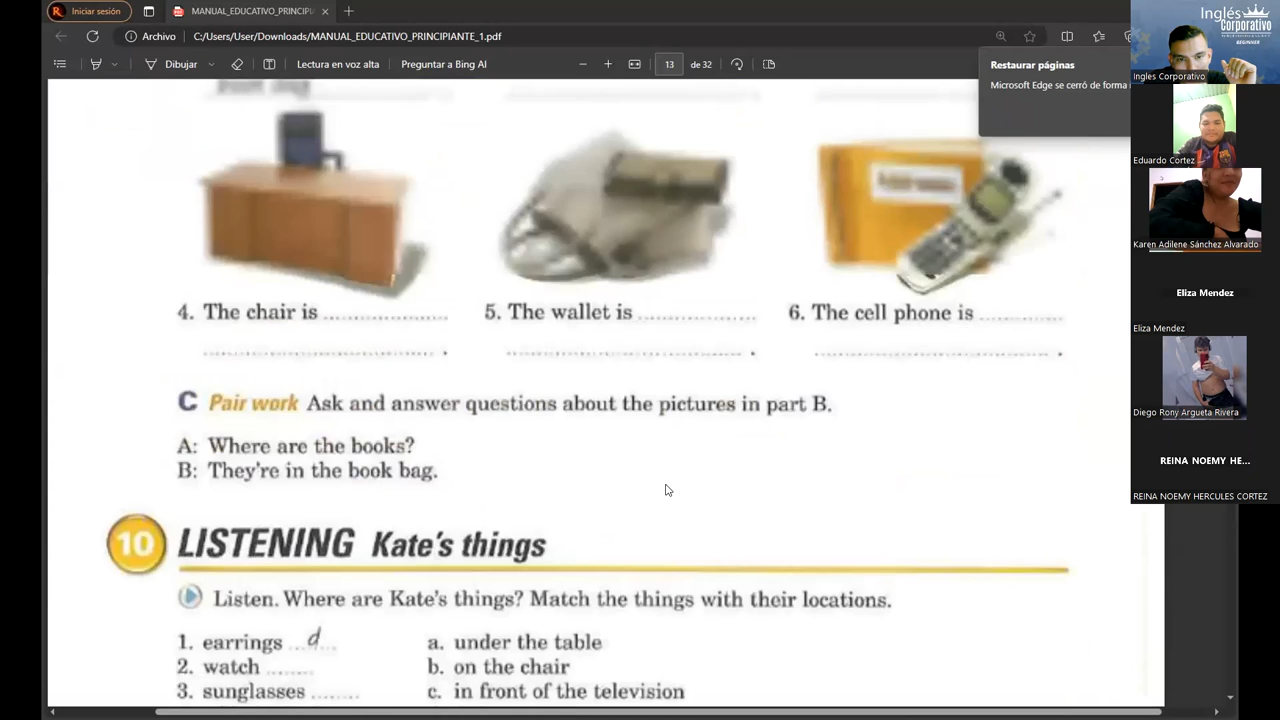 Iniciar sesión
MANUAL_EDUCATIVO_PRINCIPI
Archivo
C:/Users/User/Downloads/MANUAL_EDUCATIVO_PRINCIPIANTE_1.pdf
Dibujar
Lectura en voz alta
Preguntar a Bing AI
13
de 32
Restaurar páginas
Microsoft Edge se cerró de forma
book bag
4. The chair is ....................
.
5. The wallet is ....................
.
6. The cell phone is ....................
.
C Pair work Ask and answer questions about the pictures in part B.
A: Where are the books?
B: They're in the book bag.
10 LISTENING Kate's things
Listen. Where are Kate's things? Match the things with their locations.
1. earrings ...d...
2. watch ..........
3. sunglasses ..........
a. under the table
b. on the chair
c. in front of the television
Inglés
Corporativo
BEGINNER
Ingles Corporativo
Eduardo Cortez
Karen Adilene Sánchez Alvarado
Eliza Mendez
Eliza Mendez
Diego Rony Argueta Rivera
REINA NOEMY HE...
REINA NOEMY HERCULES CORTEZ